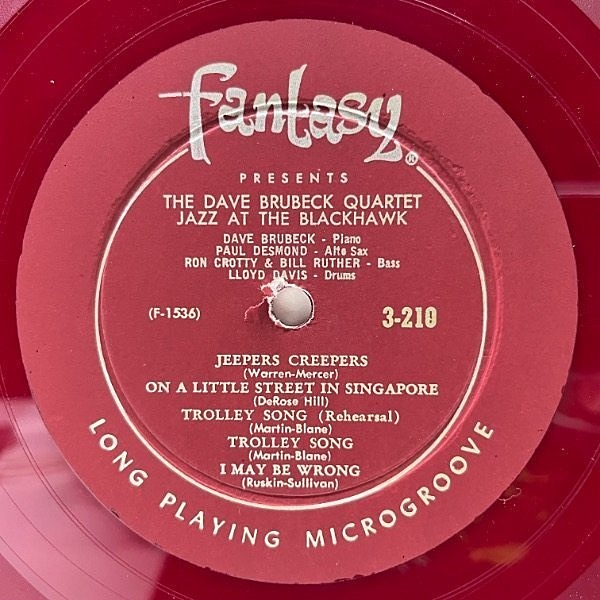 Fantasy®
PRESENTS
THE DAVE BRUBECK QUARTET
JAZZ AT THE BLACKHAWK
DAVE BRUBECK - Piano
PAUL DESMOND - Alto Sax
RON CROTTY & BILL RUTHER - Bass
LLOYD DAVIS - Drums
(F-1536)
3-210
JEEPERS CREEPERS
(Warren-Mercer)
ON A LITTLE STREET IN SINGAPORE
(DeRose Hill)
TROLLEY SONG (Rehearsal)
(Martin-Blane)
TROLLEY SONG
(Martin-Blane)
I MAY BE WRONG
(Ruskin-Sullivan)
LONG PLAYING MICROGROOVE